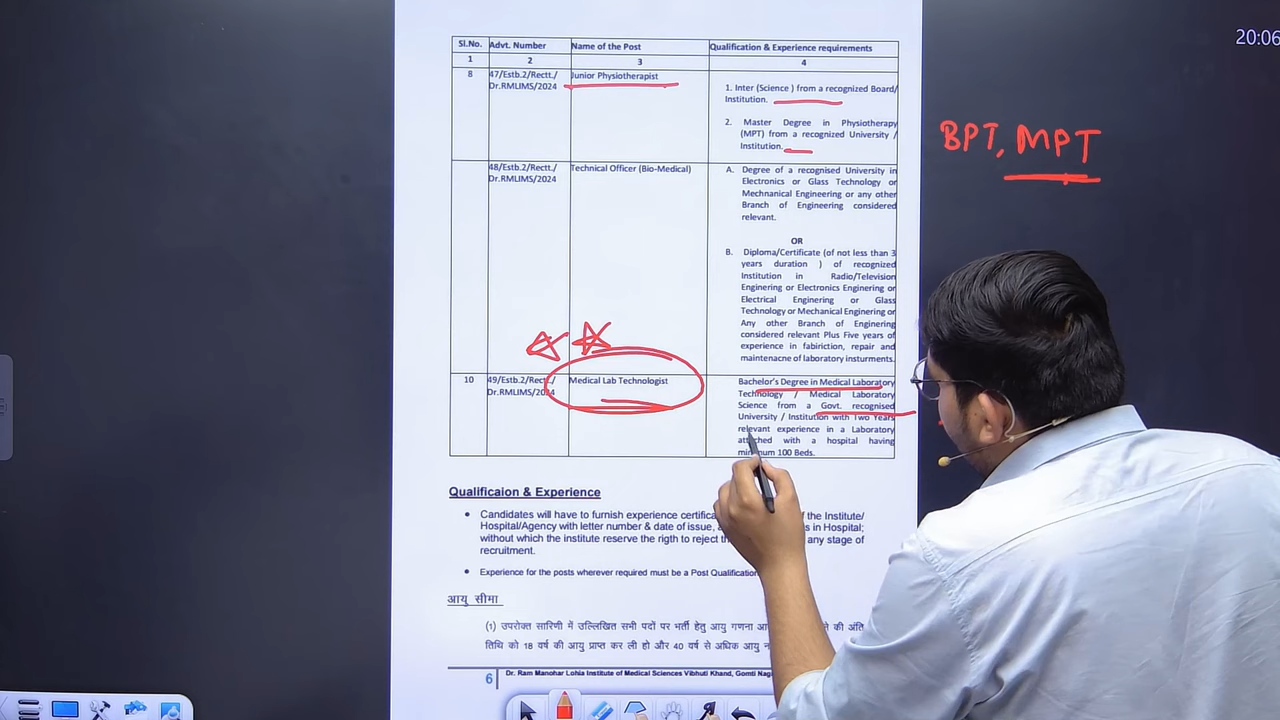 20:06
Sl.No. Advt. Number Name of the Post Qualification & Experience requirements
1 2 3 4
8 47/Estb.2/Rectt./ Junior Physiotherapist
Dr.RMLIMS/2024
1. Inter (Science ) from a recognized Board/
Institution.
2. Master Degree in Physiotherapy
(MPT) from a recognized University /
Institution.
BPT, MPT
48/Estb.2/Rectt./ Technical Officer (Bio-Medical)
Dr.RMLIMS/2024
A. Degree of a recognised University in
Electronics or Glass Technology or
Mechnanical Engineering or any other
Branch of Engineering considered
relevant.
OR
B. Diploma/Certificate (of not less than 3
years duration ) of recognized
Institution in Radio/Television
Enginering or Electronics Enginering or
Electrical Enginering or Glass
Technology or Mechanical Enginering or
Any other Branch of Enginering
considered relevant Plus Five years of
experience in fabiriction, repair and
maintenacne of laboratory insturments.
10 49/Estb.2/Rectt./ Medical Lab Technologist
Dr.RMLIMS/2024
Bachelor's Degree in Medical Laboratory
Technology / Medical Laboratory
Science from a Govt. recognised
University / Institution with Two Years
relevant experience in a Laboratory
attached with a hospital having
minimum 100 Beds.
Qualificaion & Experience
• Candidates will have to furnish experience of the Institute/
Hospital/Agency with letter number & date of issue, in Hospital;
without which the institute reserve the rigth to reject any stage of
recruitment.
• Experience for the posts wherever required must be a Post Qualification
आयु सीमा
(1) उपरोक्त सारिणी में उल्लिखित सभी पदों पर भर्ती हेतु आयु गणना की अंति
तिथि को 18 वर्ष की आयु प्राप्त कर ली हो और 40 वर्ष से अधिक आयु
6 Dr. Ram Manohar Lohia Institute of Medical Sciences Vibhuti Khand, Gomti